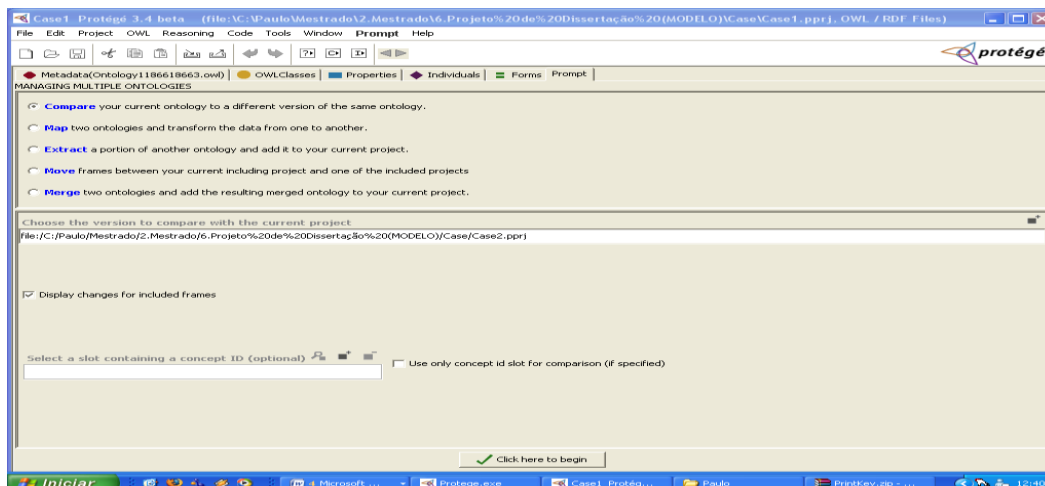 Case1 Protégé 3.4 beta (file:\C:\Paulo\Mestrado\2.Mestrado\6.Projeto%20de%20Dissertação%20(MODELO)\Case\Case1.pprj, OWL / RDF Files)
File Edit Project OWL Reasoning Code Tools Window Prompt Help
protégé
Metadata(Ontology1186618663.owl) OWLClasses Properties Individuals Forms Prompt
MANAGING MULTIPLE ONTOLOGIES
Compare your current ontology to a different version of the same ontology.
Map two ontologies and transform the data from one to another.
Extract a portion of another ontology and add it to your current project.
Move frames between your current including project and one of the included projects
Merge two ontologies and add the resulting merged ontology to your current project.
Choose the version to compare with the current project
file:/C:/Paulo/Mestrado/2.Mestrado/6.Projeto%20de%20Dissertação%20(MODELO)/Case/Case2.pprj
Display changes for included frames
Select a slot containing a concept ID (optional)
Use only concept id slot for comparison (if specified)
Click here to begin
Iniciar 4 Microsoft ... Protege.exe Case1 Protég... Paulo PrintKey.zip - ... 12:40